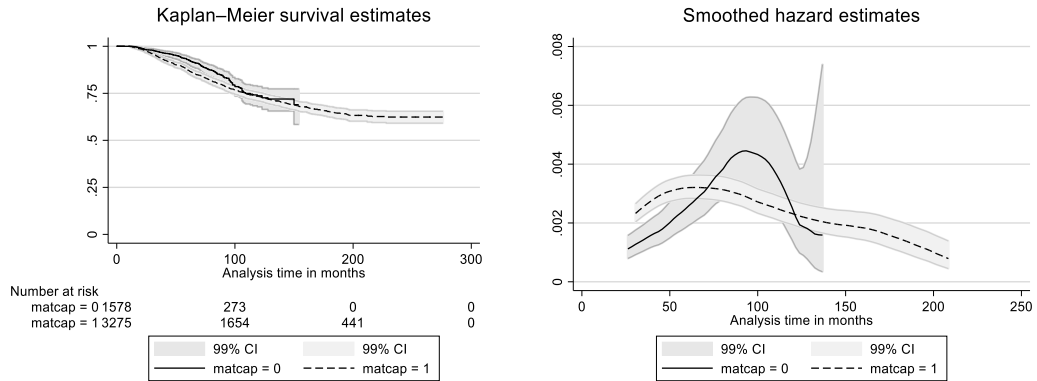 Kaplan–Meier survival estimates
1
.75
.5
.25
0
0 100 200 300
Analysis time in months
Number at risk
matcap = 0 1578 273 0 0
matcap = 1 3275 1654 441 0
99% CI 99% CI
matcap = 0 matcap = 1
Smoothed hazard estimates
.008
.006
.004
.002
0
0 50 100 150 200 250
Analysis time in months
99% CI 99% CI
matcap = 0 matcap = 1